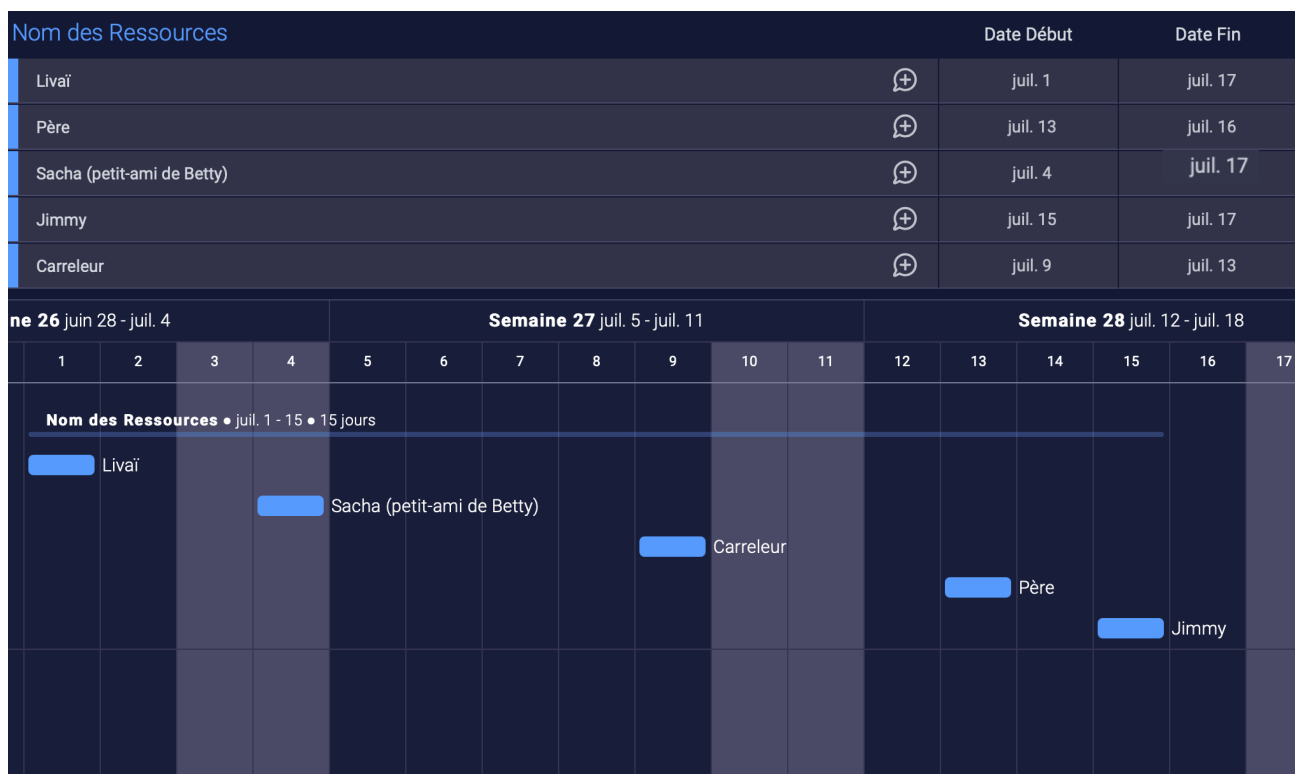 Nom des Ressources Date Début Date Fin
Livaï juil. 1 juil. 17
Père juil. 13 juil. 16
Sacha (petit-ami de Betty) juil. 4 juil. 17
Jimmy juil. 15 juil. 17
Carreleur juil. 9 juil. 13
ne 26 juin 28 - juil. 4 Semaine 27 juil. 5 - juil. 11 Semaine 28 juil. 12 - juil. 18
1 2 3 4 5 6 7 8 9 10 11 12 13 14 15 16 17
Nom des Ressources ● juil. 1 - 15 ● 15 jours
Livaï
Sacha (petit-ami de Betty)
Carreleur
Père
Jimmy